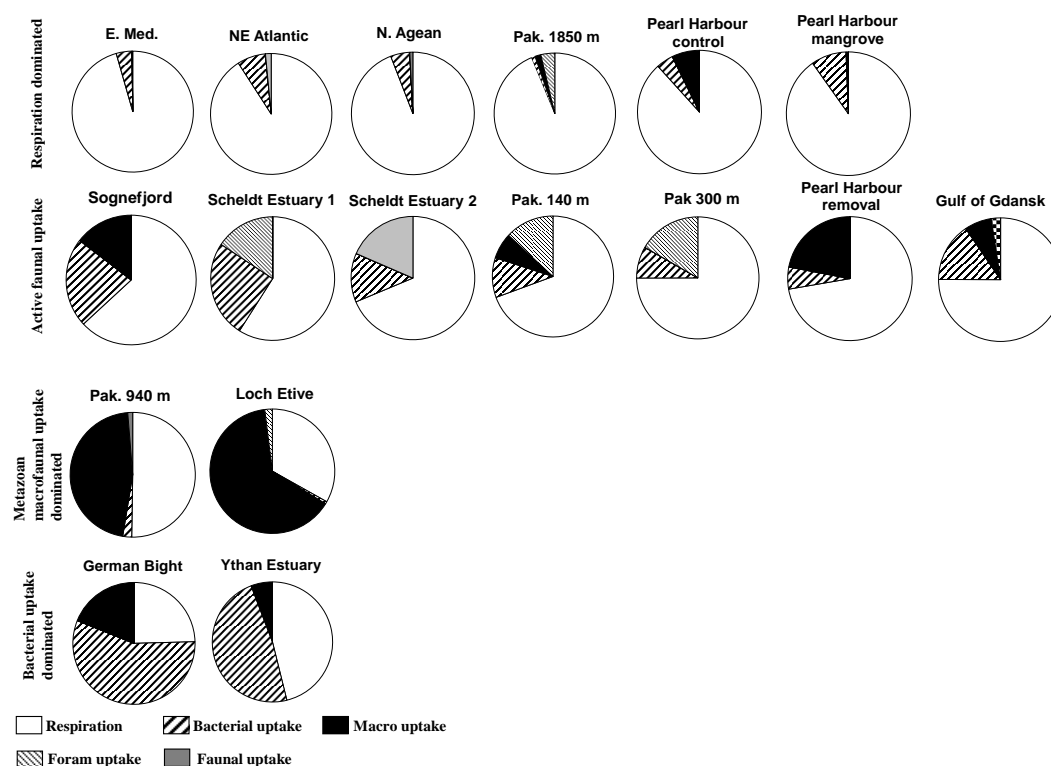 Respiration dominated
E. Med.
NE Atlantic
N. Agean
Pak. 1850 m
Pearl Harbour
control
Pearl Harbour
mangrove
Active faunal uptake
Sognefjord
Scheldt Estuary 1
Scheldt Estuary 2
Pak. 140 m
Pak 300 m
Pearl Harbour
removal
Gulf of Gdansk
Metazoan
macrofaunal uptake
dominated
Pak. 940 m
Loch Etive
Bacterial uptake
dominated
German Bight
Ythan Estuary
Respiration
Bacterial uptake
Macro uptake
Foram uptake
Faunal uptake